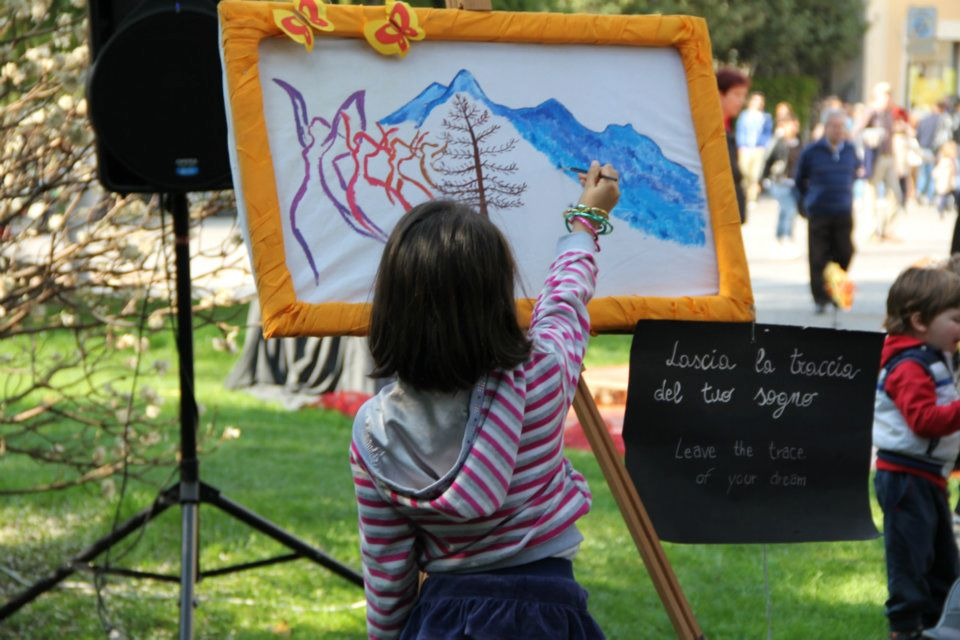 Lascia la traccia
del tuo sogno
Leave the trace
of your dream